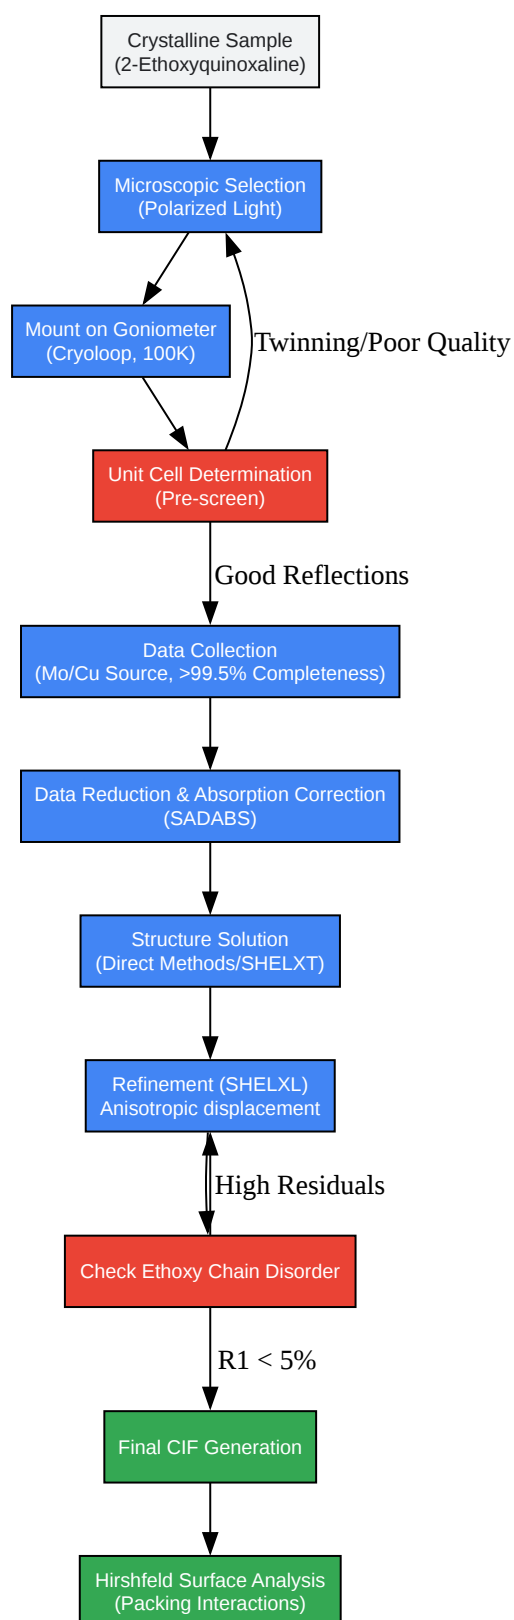 Crystalline Sample
(2-Ethoxyquinoxaline)
Microscopic Selection
(Polarized Light)
Mount on Goniometer
(Cryoloop, 100K)
Twinning/Poor Quality
Unit Cell Determination
(Pre-screen)
Good Reflections
Data Collection
(Mo/Cu Source, >99.5% Completeness)
Data Reduction & Absorption Correction
(SADABS)
Structure Solution
(Direct Methods/SHELXT)
Refinement (SHELXL)
Anisotropic displacement
High Residuals
Check Ethoxy Chain Disorder
R1 < 5%
Final CIF Generation
Hirshfeld Surface Analysis
(Packing Interactions)